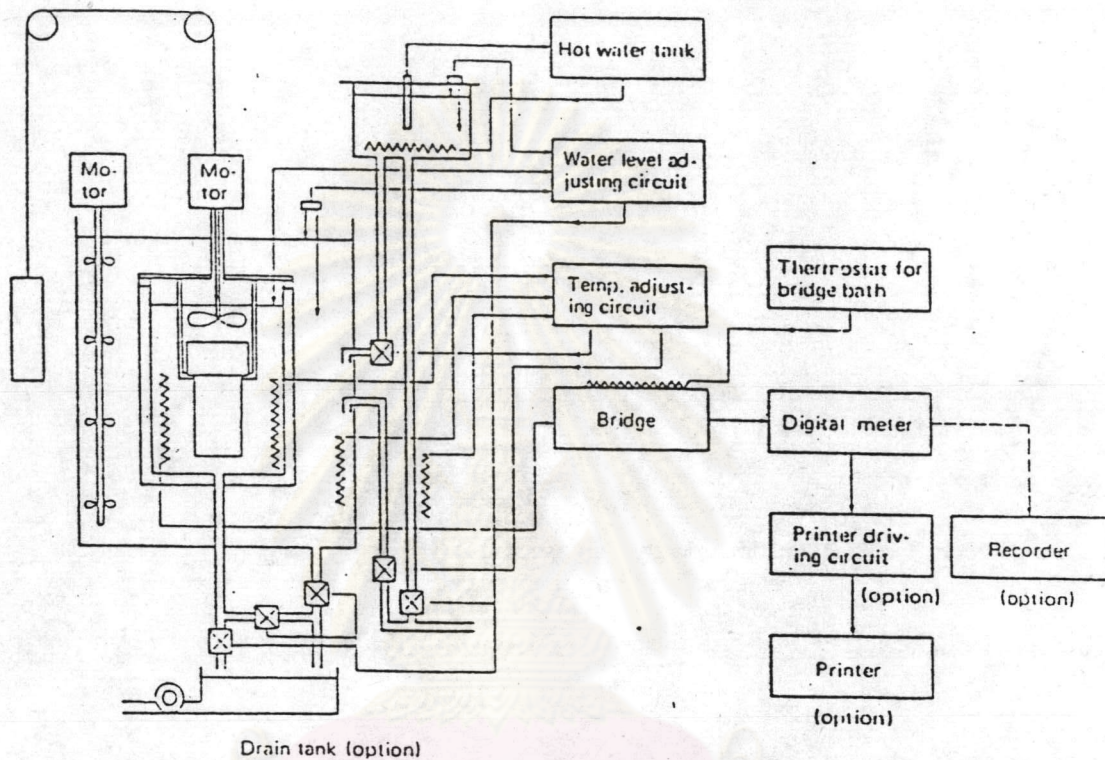 Hot water tank
Water level ad-
justing circuit
Mo-
tor
Mo-
tor
Temp. adjust-
ing circuit
Thermostat for
bridge bath
Bridge
Digital meter
Printer driv-
ing circuit
(option)
Recorder
(option)
Printer
(option)
Drain tank (option)